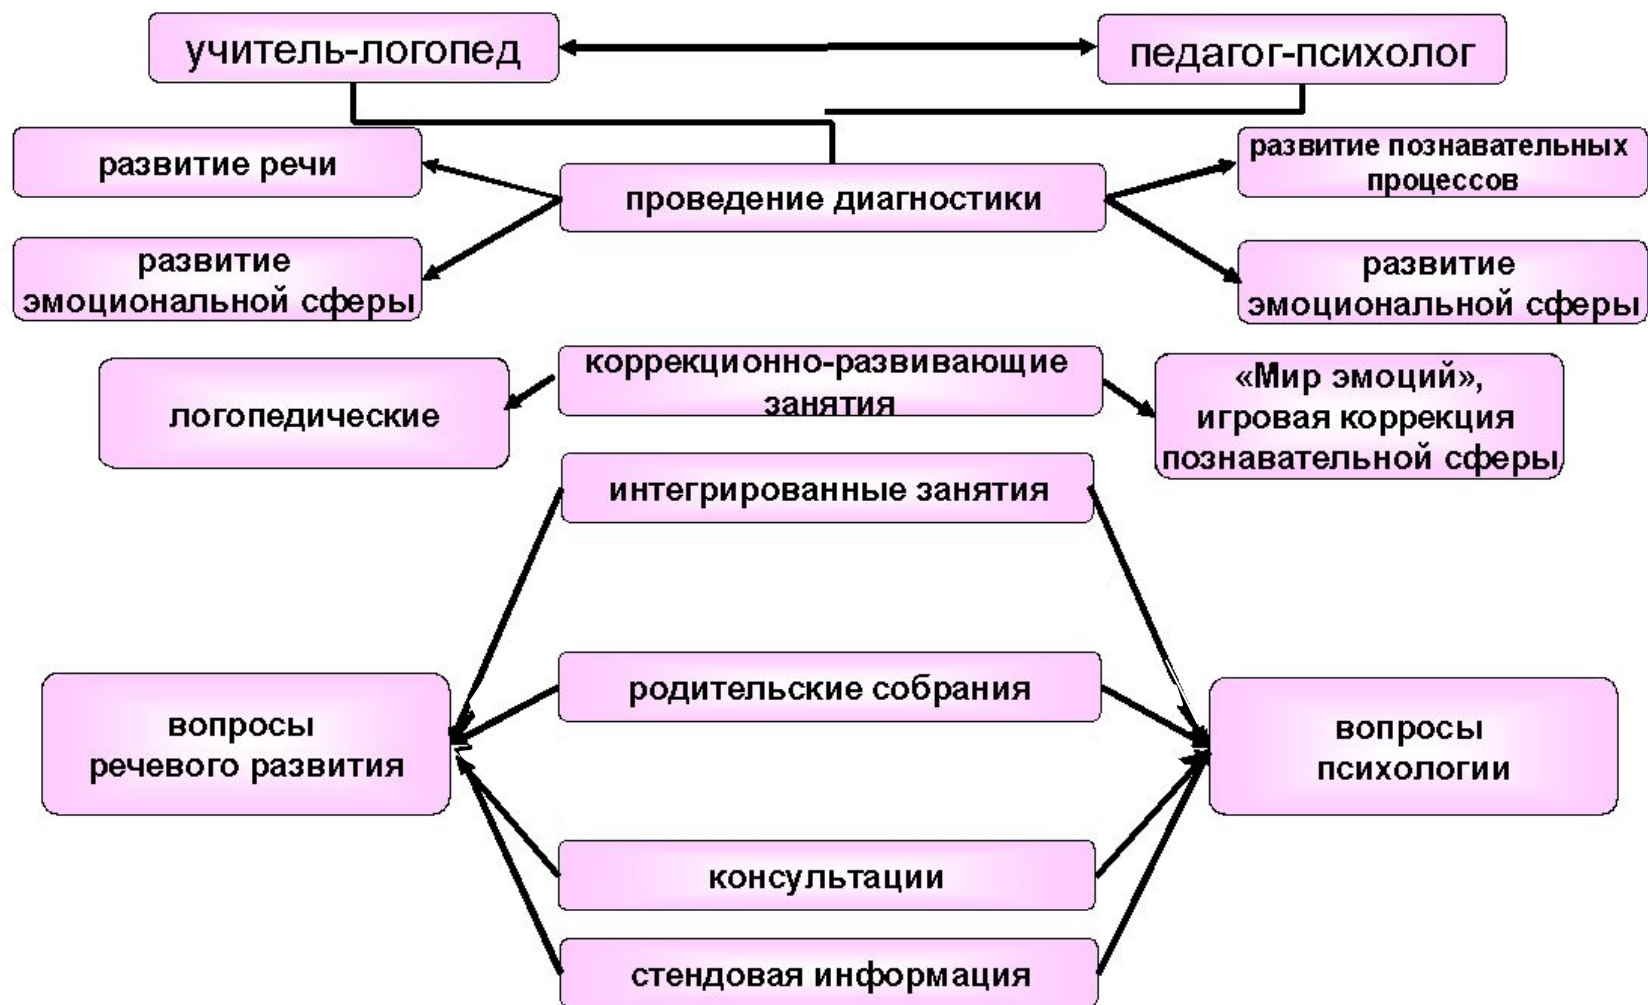 учитель-логопед
педагог-психолог
развитие речи
проведение диагностики
развитие познавательных
процессов
развитие
эмоциональной сферы
развитие
эмоциональной сферы
логопедические
коррекционно-развивающие
занятия
«Мир эмоций»,
игровая коррекция
познавательной сферы
интегрированные занятия
родительские собрания
вопросы
речевого развития
вопросы
психологии
консультации
стендовая информация